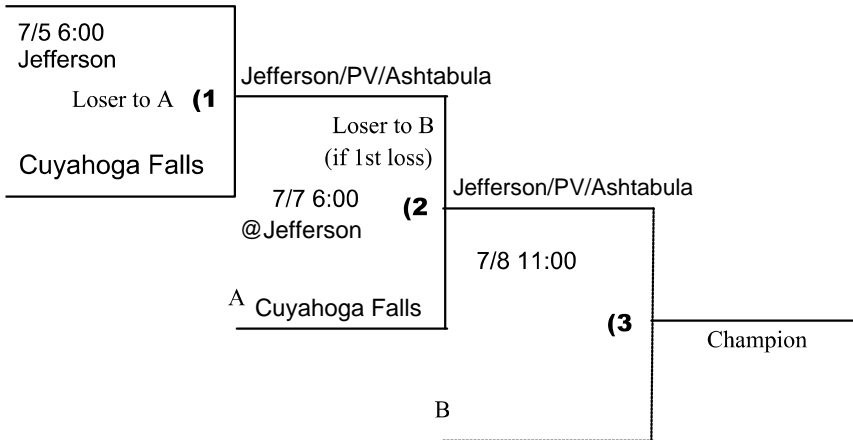 7/5 6:00
Jefferson
Jefferson/PV/Ashtabula
Loser to A (1
Loser to B
(if 1st loss)
Cuyahoga Falls
Jefferson/PV/Ashtabula
7/7 6:00 (2
@Jefferson
7/8 11:00
A Cuyahoga Falls
(3
Champion
B